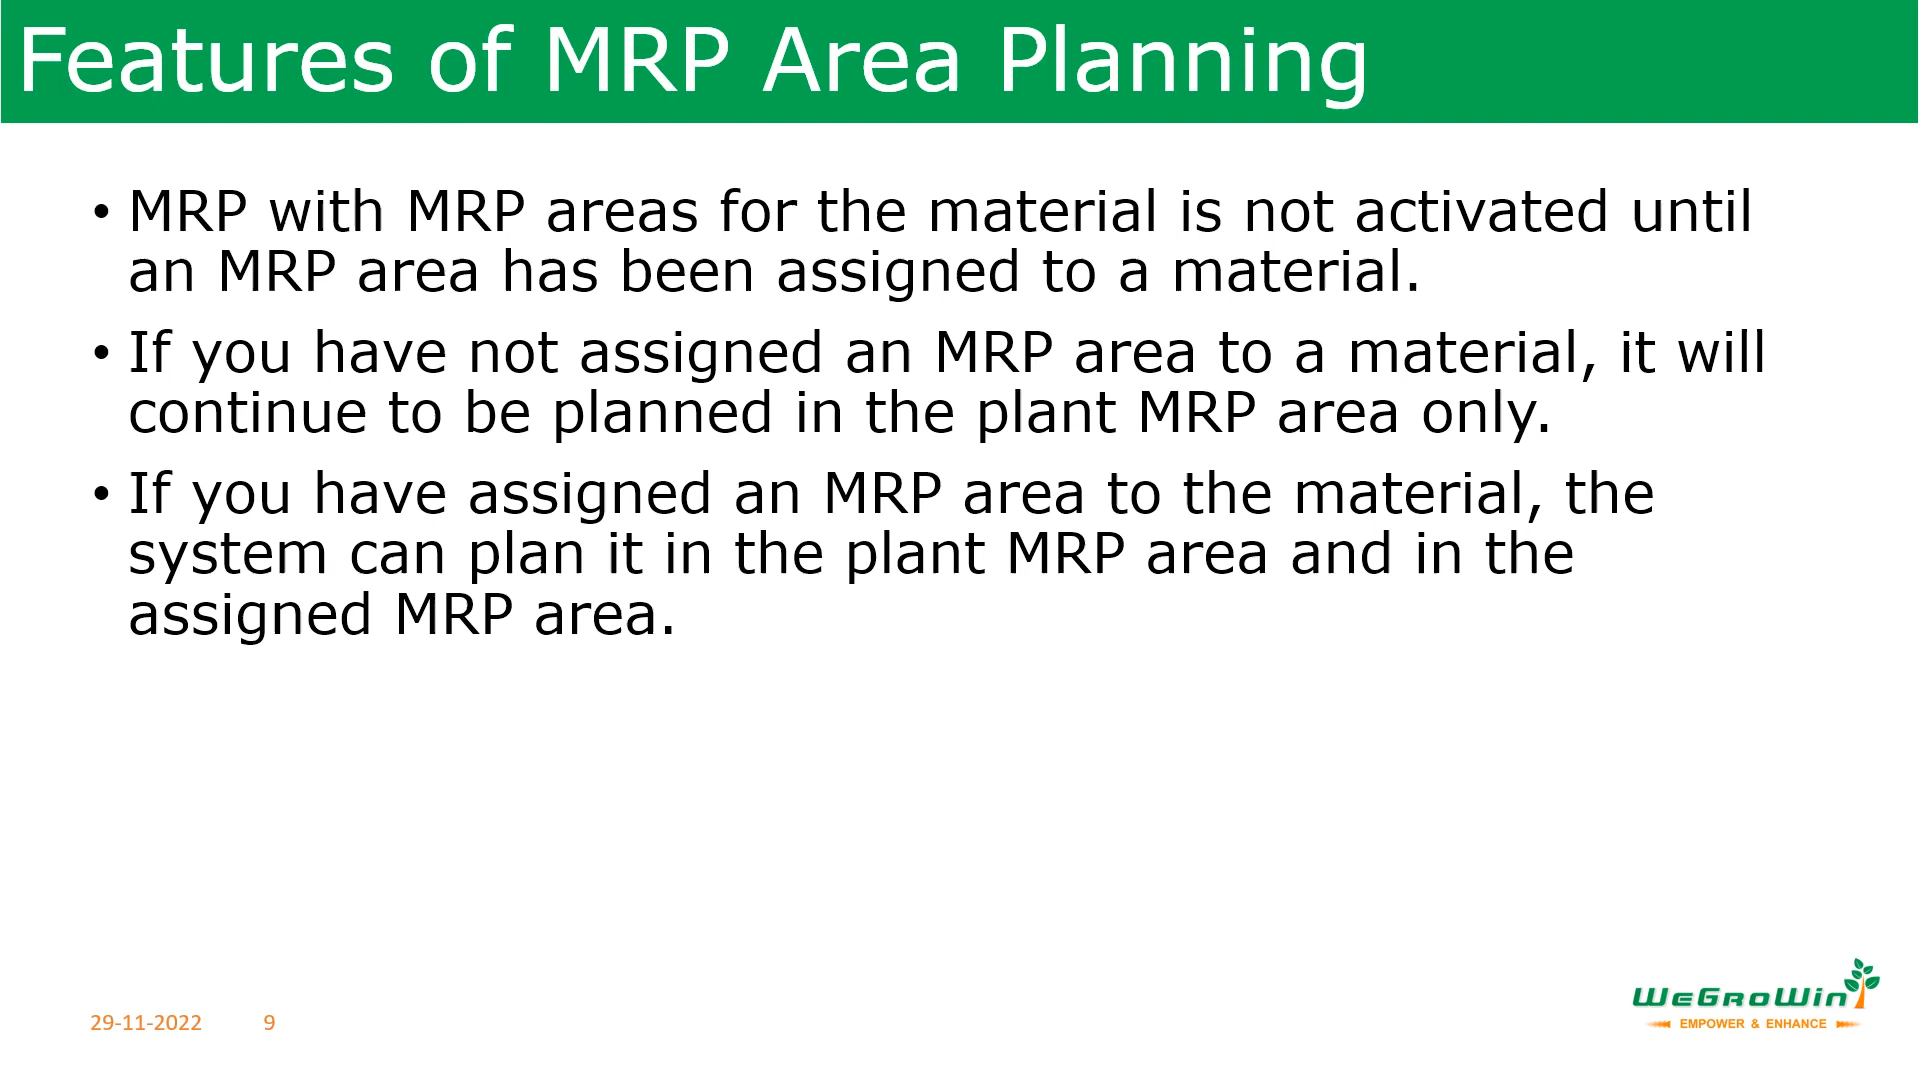 Features of MRP Area Planning
• MRP with MRP areas for the material is not activated until
an MRP area has been assigned to a material.
• If you have not assigned an MRP area to a material, it will
continue to be planned in the plant MRP area only.
• If you have assigned an MRP area to the material, the
system can plan it in the plant MRP area and in the
assigned MRP area.
29-11-2022 9
WeGroWin
EMPOWER & ENHANCE